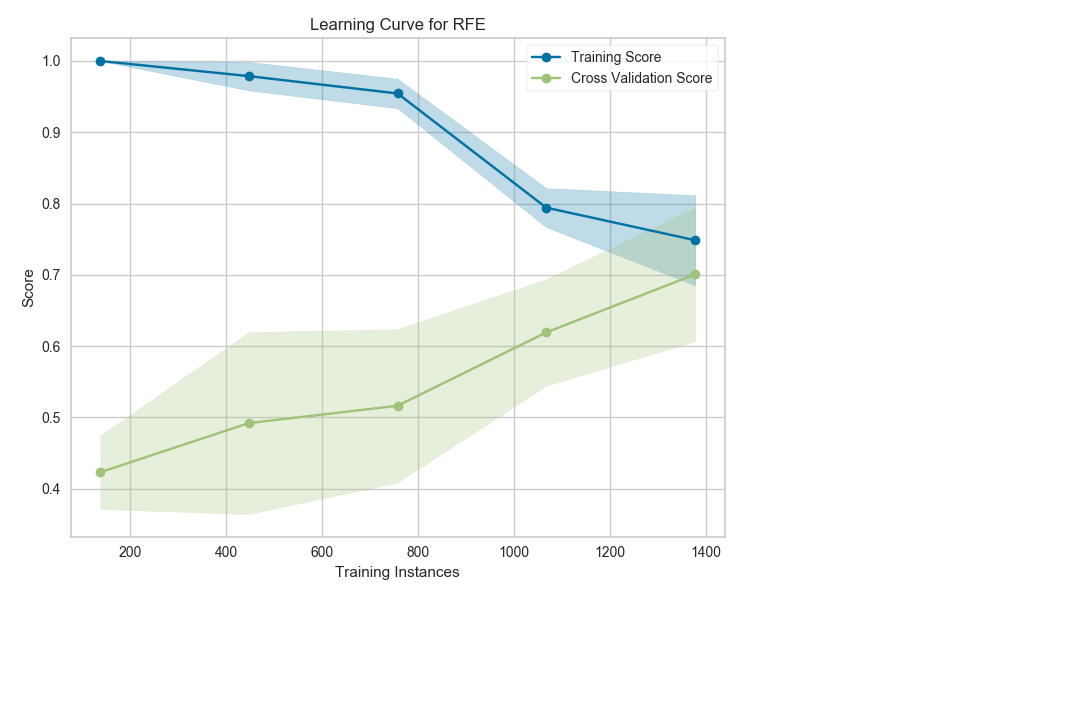 Learning Curve for RFE
Training Score
Cross Validation Score
Score
1.0
0.9
0.8
0.7
0.6
0.5
0.4
200 400 600 800 1000 1200 1400
Training Instances